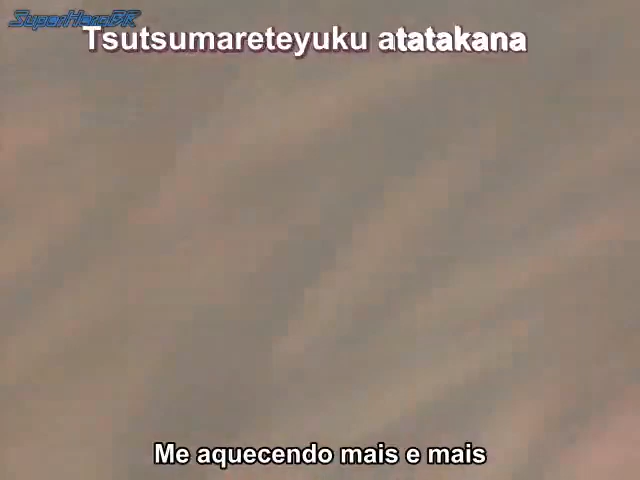 SuperHeroBR
Tsutsumareteyuku atatakana
Me aquecendo mais e mais